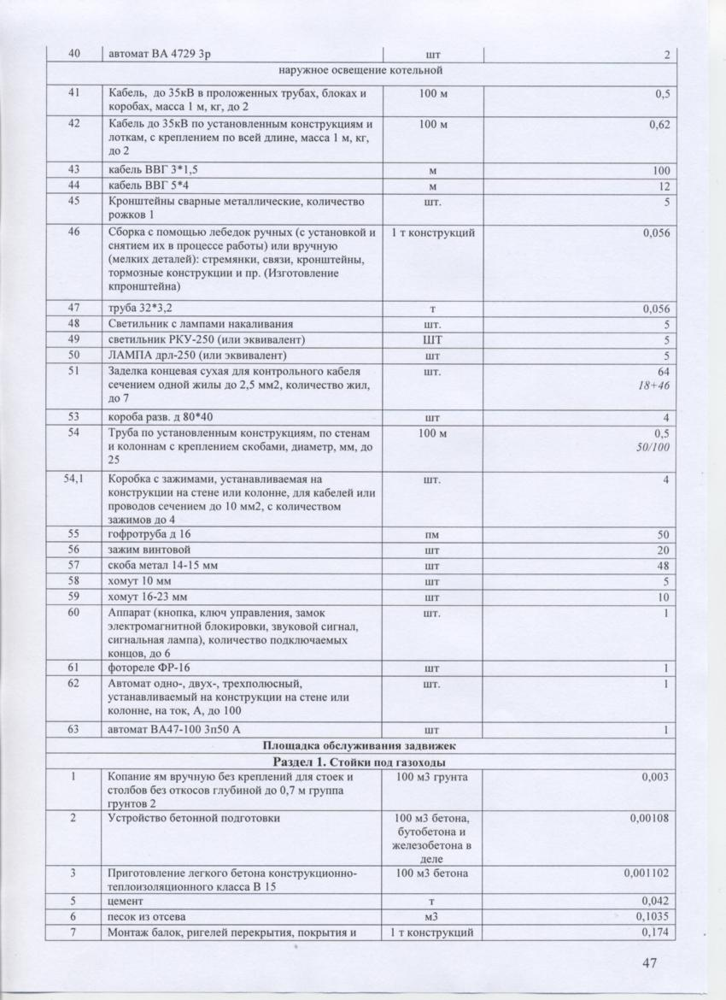 40 автомат ВА 4729 3р шт 2
наружное освещение котельной
41 Кабель, до 35кВ в проложенных трубах, блоках и 100 м 0,5
коробах, масса 1 м, кг, до 2
42 Кабель до 35кВ по установленным конструкциям и 100 м 0,62
лоткам, с креплением по всей длине, масса 1 м, кг,
до 2
43 кабель ВВГ 3*1,5 м 100
44 кабель ВВГ 5*4 м 12
45 Кронштейны сварные металлические, количество шт. 5
рожков 1
46 Сборка с помощью лебедок ручных (с установкой и 1 т конструкций 0,056
снятием их в процессе работы) или вручную
(мелких деталей): стремянки, связи, кронштейны,
тормозные конструкции и пр. (Изготовление
кпронштейна)
47 труба 32*3,2 т 0,056
48 Светильник с лампами накаливания шт. 5
49 светильник РКУ-250 (или эквивалент) ШТ 5
50 ЛАМПА дрл-250 (или эквивалент) шт 5
51 Заделка концевая сухая для контрольного кабеля шт. 64
сечением одной жилы до 2,5 мм2, количество жил, 18+46
до 7
53 короба разв. д 80*40 шт 4
54 Труба по установленным конструкциям, по стенам 100 м 0,5
и колоннам с креплением скобами, диаметр, мм, до 50/100
25
54,1 Коробка с зажимами, устанавливаемая на шт. 4
конструкции на стене или колонне, для кабелей или
проводов сечением до 10 мм2, с количеством
зажимов до 4
55 гофротруба д 16 пм 50
56 зажим винтовой шт 20
57 скоба метал 14-15 мм шт 48
58 хомут 10 мм шт 5
59 хомут 16-23 мм шт 10
60 Аппарат (кнопка, ключ управления, замок шт. 1
электромагнитной блокировки, звуковой сигнал,
сигнальная лампа), количество подключаемых
концов, до 6
61 фотореле ФР-16 шт 1
62 Автомат одно-, двух-, трехполюсный, шт. 1
устанавливаемый на конструкции на стене или
колонне, на ток, А, до 100
63 автомат ВА47-100 3п50 А шт 1
Площадка обслуживания задвижек
Раздел 1. Стойки под газоходы
1 Копание ям вручную без креплений для стоек и 100 м3 грунта 0,003
столбов без откосов глубиной до 0,7 м группа
грунтов 2
2 Устройство бетонной подготовки 100 м3 бетона, 0,00108
бутобетона и
железобетона в
деле
3 Приготовление легкого бетона конструкционно- 100 м3 бетона 0,001102
теплоизоляционного класса В 15
5 цемент т 0,042
6 песок из отсева м3 0,1035
7 Монтаж балок, ригелей перекрытия, покрытия и 1 т конструкций 0,174
47